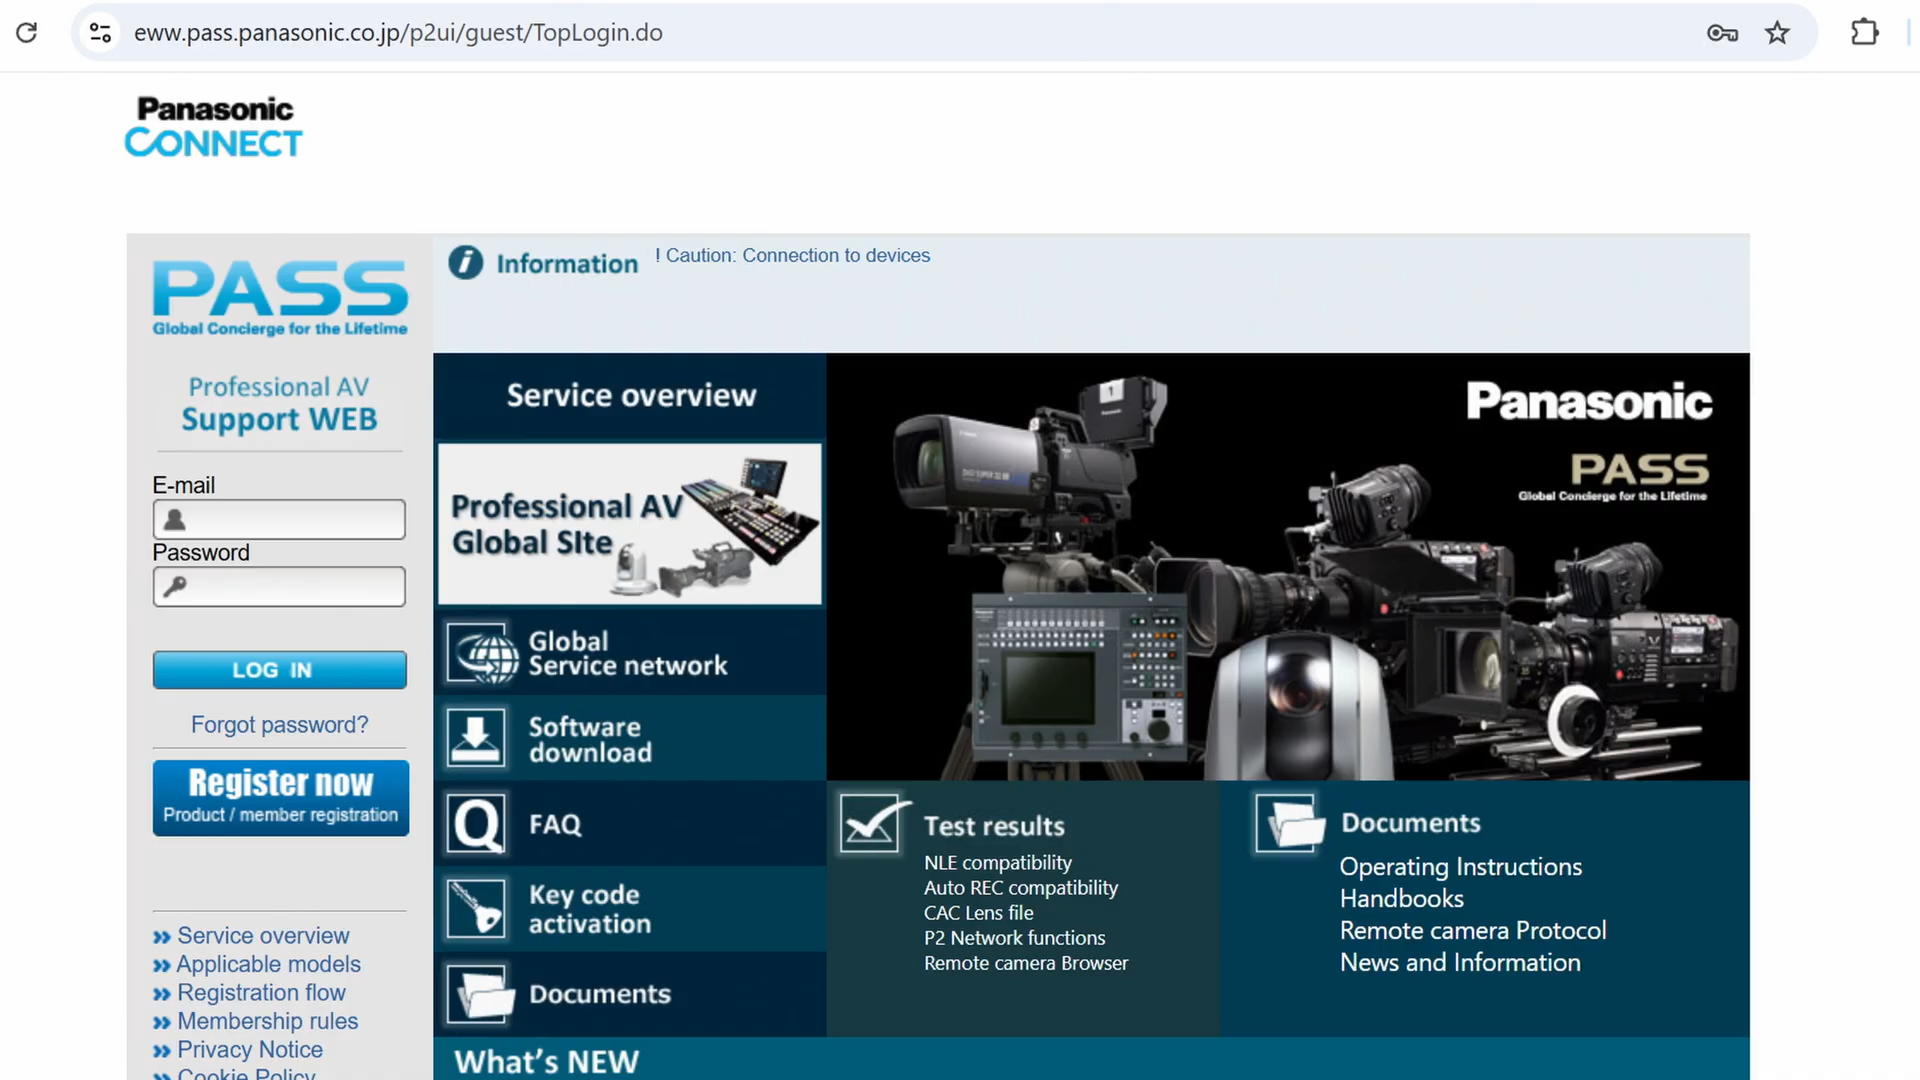 eww.pass.panasonic.co.jp/p2ui/guest/TopLogin.do
Panasonic
CONNECT
PASS
Global Concierge for the Lifetime
Professional AV
Support WEB
E-mail
Password
LOG IN
Forgot password?
Register now
Product / member registration
Service overview
Applicable models
Registration flow
Membership rules
Privacy Notice
Cookie Policy
Information
! Caution: Connection to devices
Service overview
Professional AV
Global SIte
Global
Service network
Software
download
FAQ
Key code
activation
Documents
Panasonic
PASS
Global Concierge for the Lifetime
Test results
NLE compatibility
Auto REC compatibility
CAC Lens file
P2 Network functions
Remote camera Browser
Documents
Operating Instructions
Handbooks
Remote camera Protocol
News and Information
What's NEW